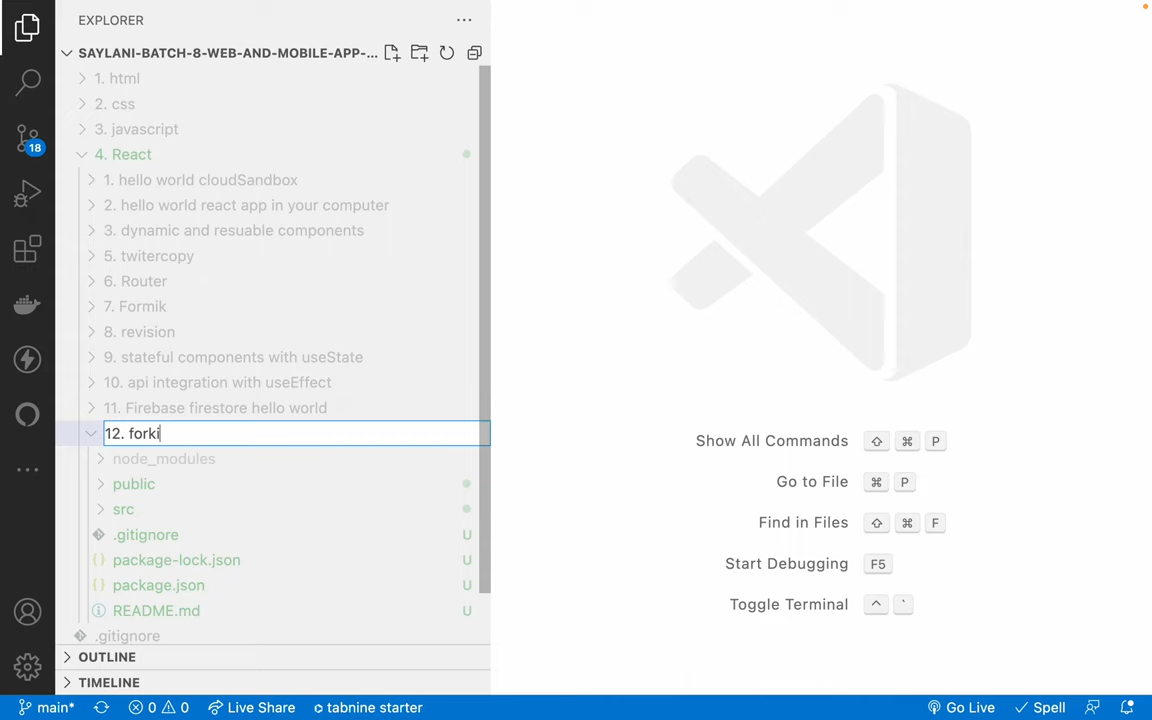 EXPLORER
SAYLANI-BATCH-8-WEB-AND-MOBILE-APP-...
1. html
2. css
3. javascript
4. React
1. hello world cloudSandbox
2. hello world react app in your computer
3. dynamic and resuable components
5. twitercopy
6. Router
7. Formik
8. revision
9. stateful components with useState
10. api integration with useEffect
11. Firebase firestore hello world
12. forki
node_modules
public
src
.gitignore U
package-lock.json U
package.json U
README.md U
.gitignore
OUTLINE
TIMELINE
18
Show All Commands ⇧ ⌘ P
Go to File ⌘ P
Find in Files ⇧ ⌘ F
Start Debugging F5
Toggle Terminal ^ `
main* 0 0 Live Share tabnine starter Go Live Spell